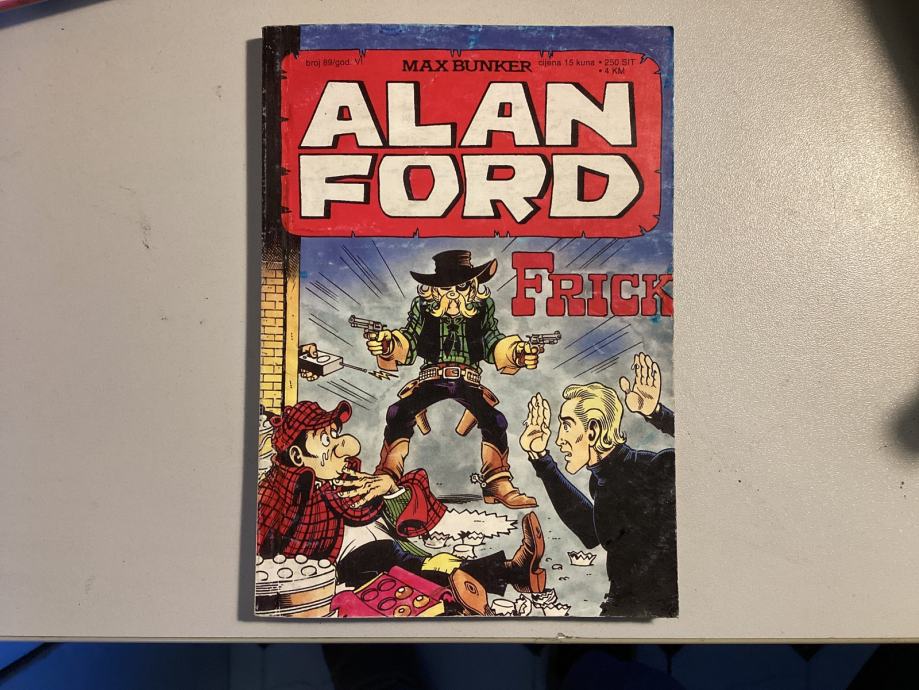 broj 89/god. VI
MAX BUNKER
cijena 15 kuna • 250 SIT
• 4 KM
ALAN
FORD
FRICK